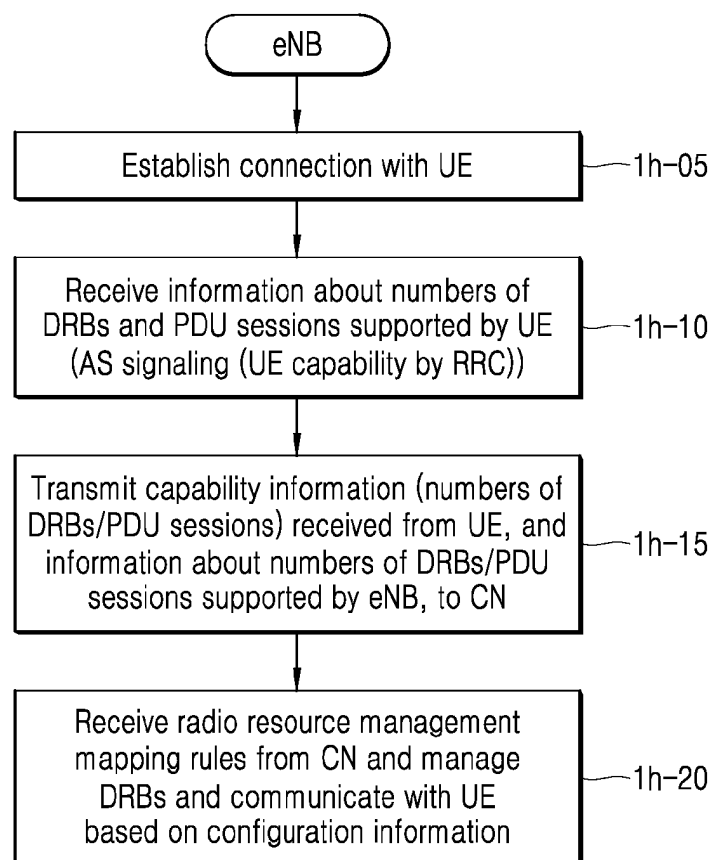 eNB
Establish connection with UE
1h-05
Receive information about numbers of
DRBs and PDU sessions supported by UE
(AS signaling (UE capability by RRC))
1h-10
Transmit capability information (numbers of
DRBs/PDU sessions) received from UE, and
information about numbers of DRBs/PDU
sessions supported by eNB, to CN
1h-15
Receive radio resource management
mapping rules from CN and manage
DRBs and communicate with UE
based on configuration information
1h-20